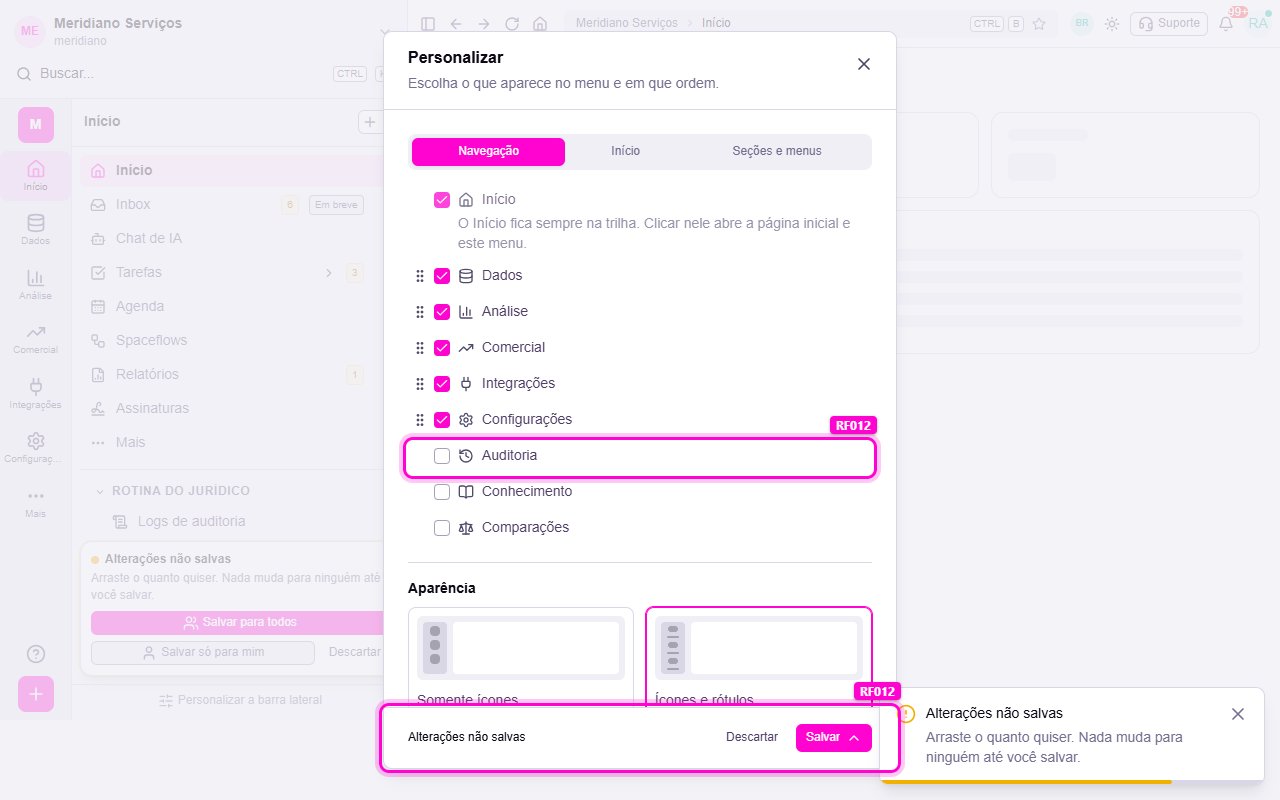 ME
Meridiano Serviços
meridiano
Buscar...
CTRL
Meridiano Serviços > Início
CTRL B
BR
Suporte
99+
RA
M
Início
Dados
Análise
Comercial
Integrações
Configuraç...
Mais
Início
Início
Inbox
6
Em breve
Chat de IA
Tarefas
3
Agenda
Spaceflows
Relatórios
1
Assinaturas
Mais
ROTINA DO JURÍDICO
Logs de auditoria
Alterações não salvas
Arraste o quanto quiser. Nada muda para ninguém até
você salvar.
Salvar para todos
Salvar só para mim
Descartar
Personalizar a barra lateral
Personalizar
Escolha o que aparece no menu e em que ordem.
Navegação
Início
Seções e menus
Início
O Início fica sempre na trilha. Clicar nele abre a página inicial e
este menu.
Dados
Análise
Comercial
Integrações
Configurações
RF012
Auditoria
Conhecimento
Comparações
Aparência
Somente ícones
Ícones e rótulos
RF012
Alterações não salvas
Descartar
Salvar
Alterações não salvas
Arraste o quanto quiser. Nada muda para
ninguém até você salvar.